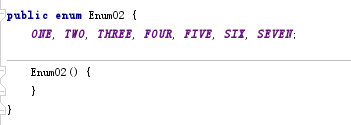 public enum Enum02 {
    ONE, TWO, THREE, FOUR, FIVE, SIX, SEVEN;
    Enum02() {
    }
}